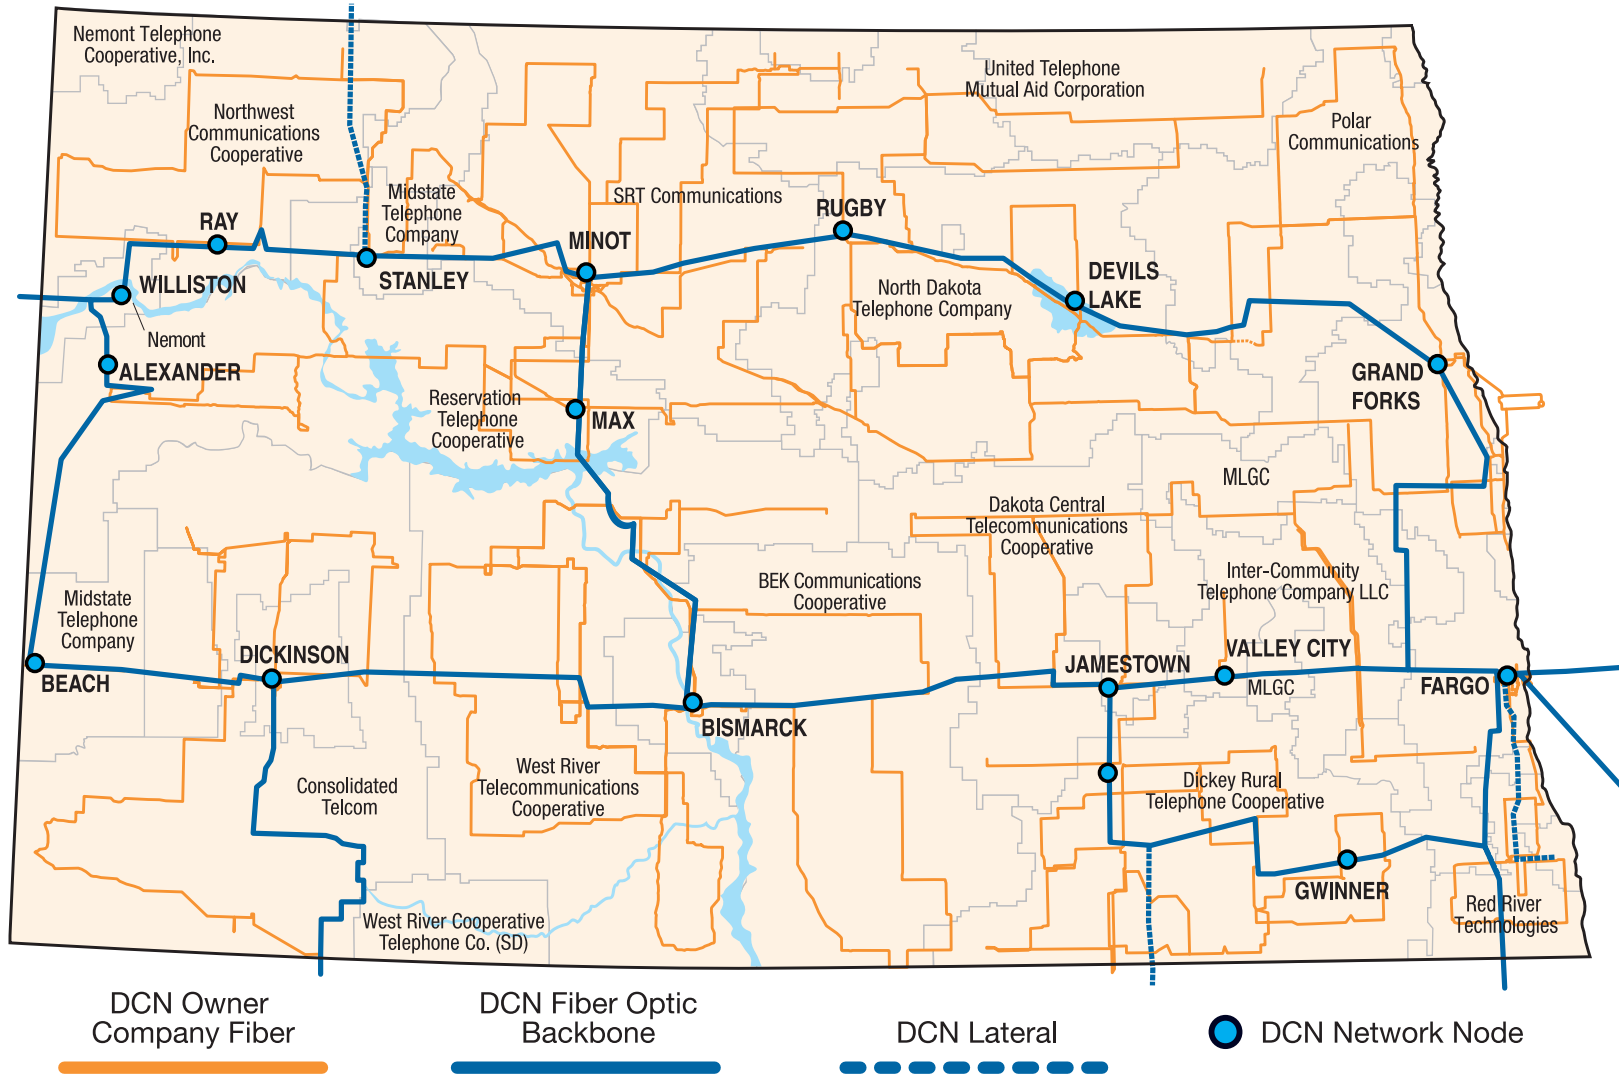 Nemont Telephone
Cooperative, Inc.
United Telephone
Mutual Aid Corporation
Northwest
Communications
Cooperative
Polar
Communications
Midstate
Telephone
Company
SRT Communications
RAY
RUGBY
MINOT
STANLEY
WILLISTON
DEVILS
LAKE
North Dakota
Telephone Company
Nemont
ALEXANDER
GRAND
FORKS
Reservation
Telephone
Cooperative
MAX
MLGC
Dakota Central
Telecommunications
Cooperative
BEK Communications
Cooperative
Inter-Community
Telephone Company LLC
Midstate
Telephone
Company
DICKINSON
BEACH
JAMESTOWN
VALLEY CITY
MLGC
FARGO
BISMARCK
Consolidated
Telcom
West River
Telecommunications
Cooperative
Dickey Rural
Telephone Cooperative
GWINNER
Red River
Technologies
West River Cooperative
Telephone Co. (SD)
DCN Owner
Company Fiber
DCN Fiber Optic
Backbone
DCN Lateral
DCN Network Node